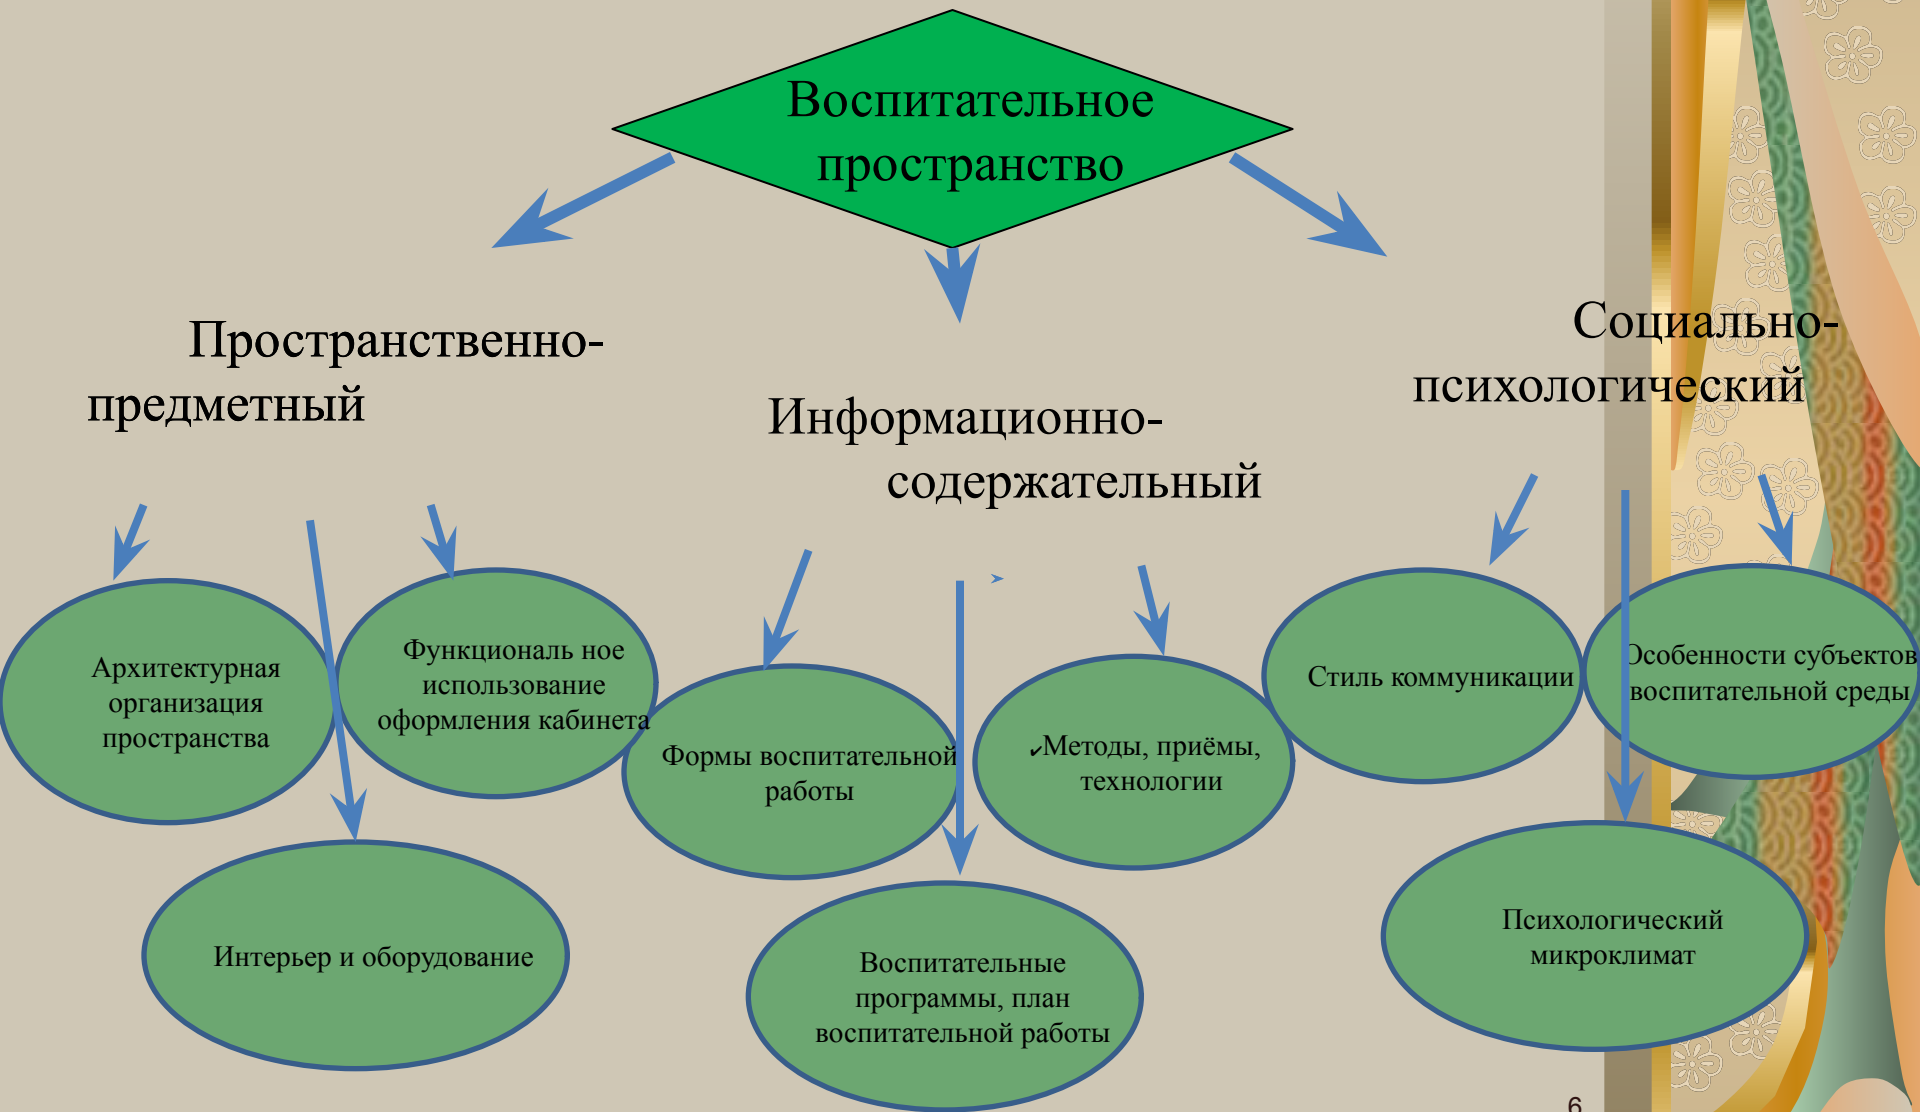 Воспитательное
пространство
Пространственно-
предметный
Информационно-
содержательный
Социально-
психологический
Архитектурная
организация
пространства
Функциональ ное
использование
оформления кабинета
Интерьер и оборудование
Формы воспитательной
работы
✔Методы, приёмы,
технологии
Воспитательные
программы, план
воспитательной работы
Стиль коммуникации
Особенности субъектов
воспитательной среды
Психологический
микроклимат
6